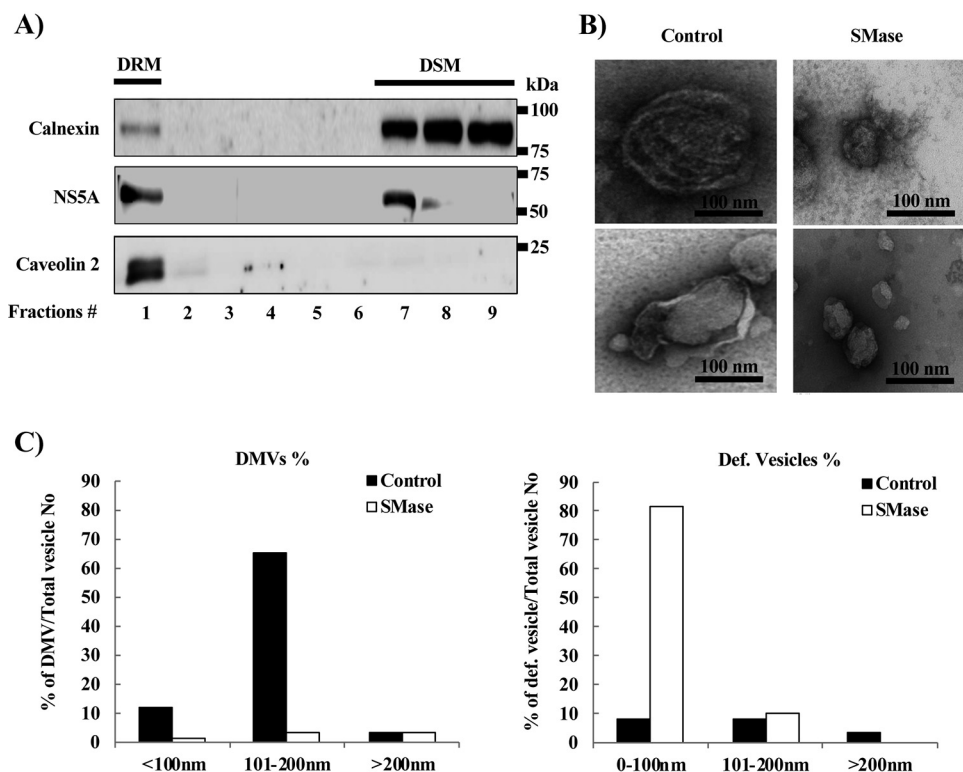 A)
DRM
DSM
kDa
Calnexin
100
75
NS5A
75
50
Caveolin 2
25
Fractions # 1 2 3 4 5 6 7 8 9
B)
Control SMase
100 nm
100 nm
100 nm
100 nm
C)
DMVs %
Control
SMase
% of DMV/Total vesicle No
90
80
70
60
50
40
30
20
10
0
<100nm 101-200nm >200nm
Def. Vesicles %
Control
SMase
% of def. vesicle/Total vesicle No
90
80
70
60
50
40
30
20
10
0
0-100nm 101-200nm >200nm